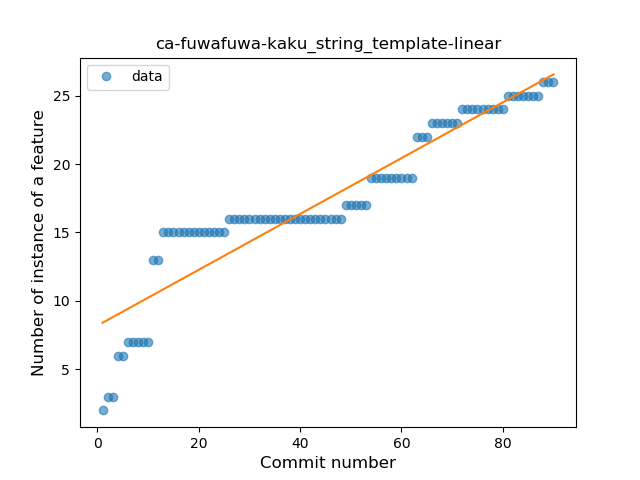 ca-fuwafuwa-kaku_string_template-linear
data
Number of instance of a feature
25
20
15
10
5
0
20
40
60
80
Commit number